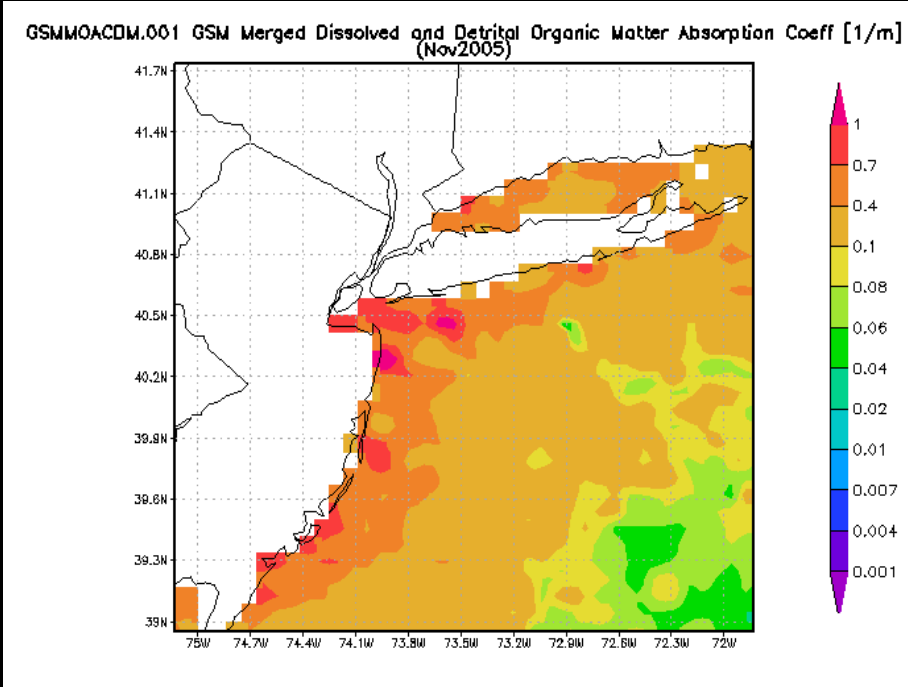 GSMMOACDM.001 GSM Merged Dissolved and Detrital Organic Matter Absorption Coeff [1/m]
(Nov2005)
41.7N
41.4N
41.1N
40.8N
40.5N
40.2N
39.9N
39.6N
39.3N
39N
75W
74.7W
74.4W
74.1W
73.8W
73.5W
73.2W
72.9W
72.6W
72.3W
72W
1
0.7
0.4
0.1
0.08
0.06
0.04
0.02
0.01
0.007
0.004
0.001